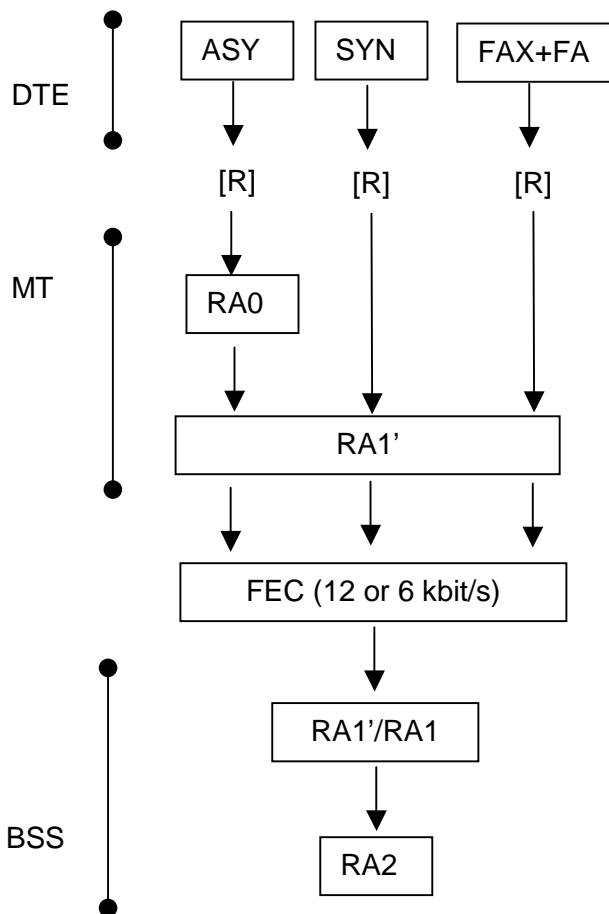 ASY SYN FAX+FA
DTE
[R] [R] [R]
MT
RA0
RA1’
FEC (12 or 6 kbit/s)
RA1’/RA1
BSS
RA2